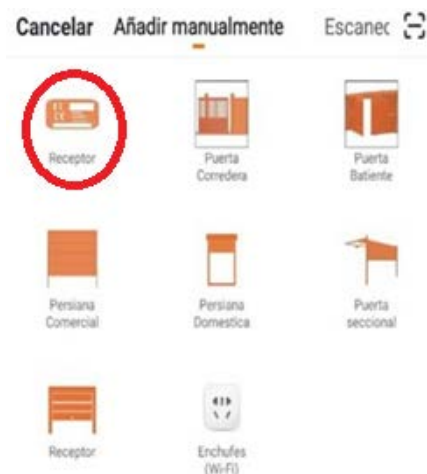 Cancelar Añadir manualmente Escanec
Receptor
Puerta
Corredera
Puerta
Batiente
Persiana
Comercial
Persiana
Domestica
Puerta
seccional
Receptor
Enchufes
(Wi-Fi)